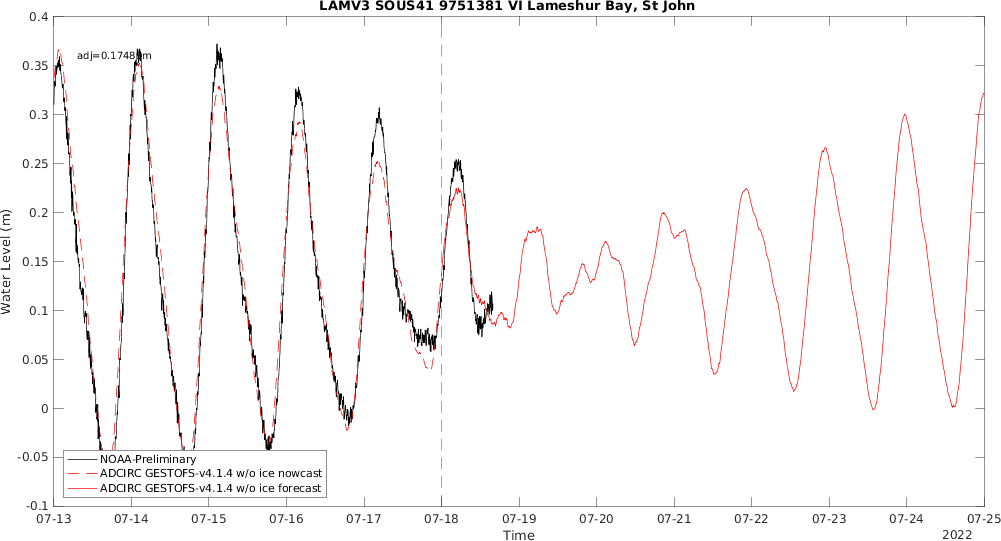 LAMV3 SOUS41 9751381 VI Lameshur Bay, St John
0.4
0.35
0.3
0.25
0.2
0.15
0.1
0.05
0
-0.05
-0.1
Water Level (m)
NOAA-Preliminary
ADCIRC GESTOFS-v4.1.4 w/o ice nowcast
ADCIRC GESTOFS-v4.1.4 w/o ice forecast
07-13 07-14 07-15 07-16 07-17 07-18 07-19 07-20 07-21 07-22 07-23 07-24 07-25
Time
2022